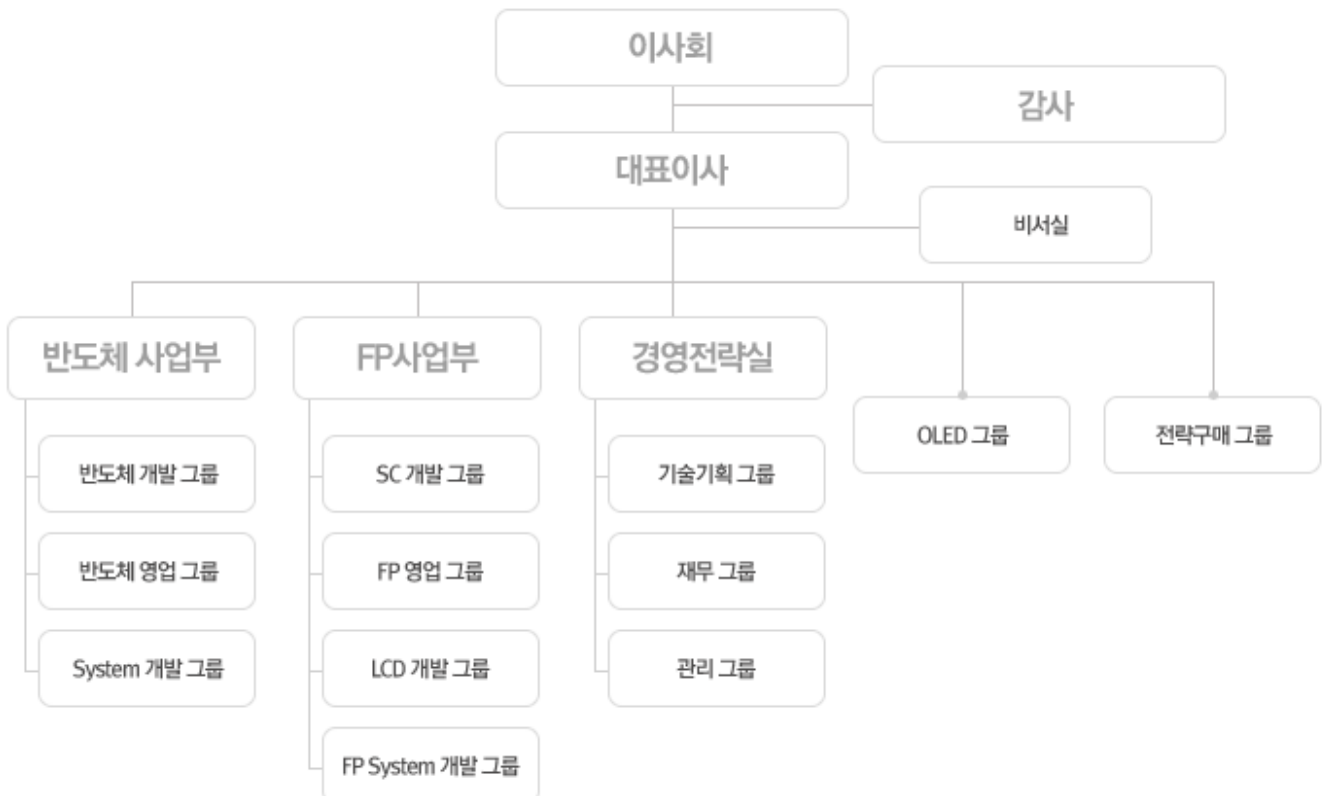 이사회
감사
대표이사
비서실
반도체 사업부
FP사업부
경영전략실
OLED 그룹
전략구매 그룹
반도체 개발 그룹
SC 개발 그룹
기술기획 그룹
반도체 영업 그룹
FP 영업 그룹
재무 그룹
System 개발 그룹
LCD 개발 그룹
관리 그룹
FP System 개발 그룹